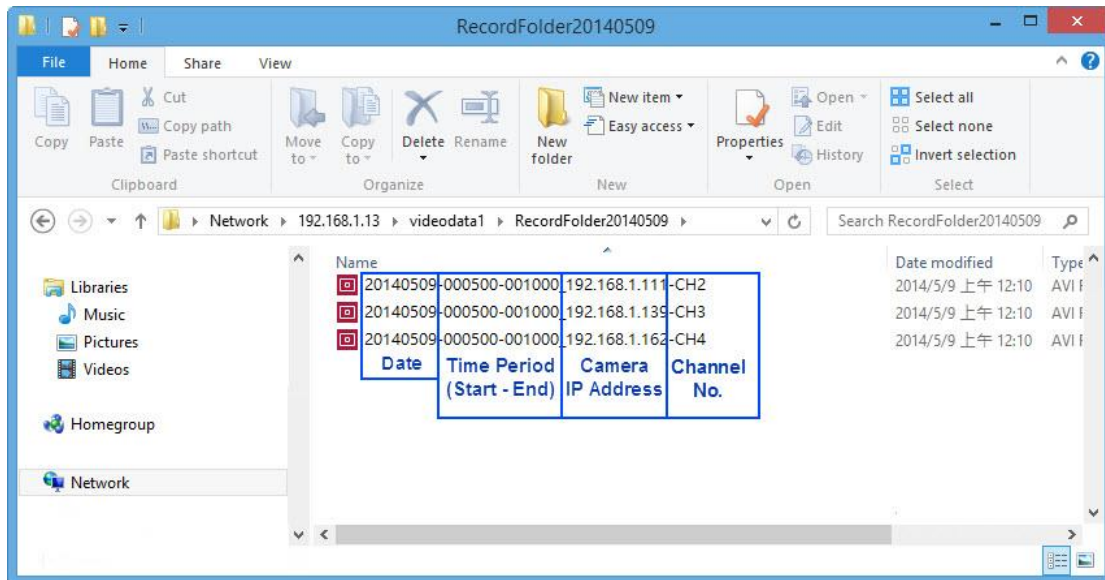 RecordFolder20140509
File Home Share View
Copy
Paste
Cut
Copy path
Paste shortcut
Clipboard
Move to
Copy to
Delete
Rename
Organize
New folder
New item
Easy access
New
Properties
Open
Edit
History
Open
Select all
Select none
Invert selection
Select
Network 192.168.1.13 videodata1 RecordFolder20140509
Search RecordFolder20140509
Libraries
Music
Pictures
Videos
Homegroup
Network
Name Date modified Type
20140509-000500-001000_192.168.1.111-CH2 2014/5/9 上午 12:10 AVI F
20140509-000500-001000_192.168.1.139-CH3 2014/5/9 上午 12:10 AVI F
20140509-000500-001000_192.168.1.162-CH4 2014/5/9 上午 12:10 AVI F
Date Time Period Camera Channel
(Start - End) IP Address No.